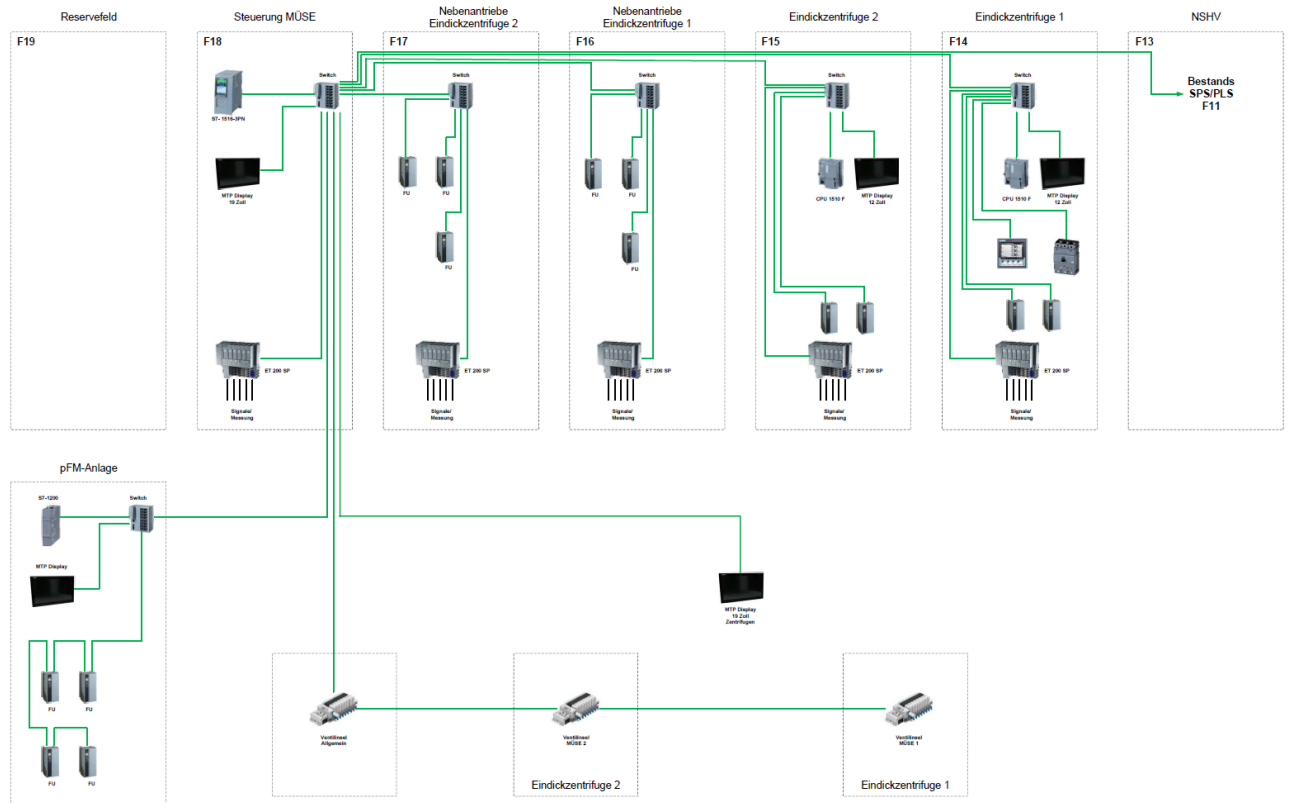 Reservefeld
Steuerung MÜSE
Nebenantriebe
Eindickzentrifuge 2
Nebenantriebe
Eindickzentrifuge 1
Eindickzentrifuge 2
Eindickzentrifuge 1
NSHV
F19
F18
F17
F16
F15
F14
F13
Switch
Switch
Switch
Switch
Switch
Bestands
SPS/PLS
F11
S7- 1516-3PN
MTP Display
19 Zoll
FU
FU
FU
FU
FU
FU
CPU 1510 F
MTP Display
12 Zoll
CPU 1510 F
MTP Display
12 Zoll
ET 200 SP
ET 200 SP
ET 200 SP
ET 200 SP
ET 200 SP
Signale/
Messung
Signale/
Messung
Signale/
Messung
Signale/
Messung
Signale/
Messung
pFM-Anlage
S7-1200
Switch
MTP Display
FU
FU
FU
FU
MTP Display
19 Zoll
Zentrifugen
Ventilinsel
Allgemein
Ventilinsel
MÜSE 2
Ventilinsel
MÜSE 1
Eindickzentrifuge 2
Eindickzentrifuge 1